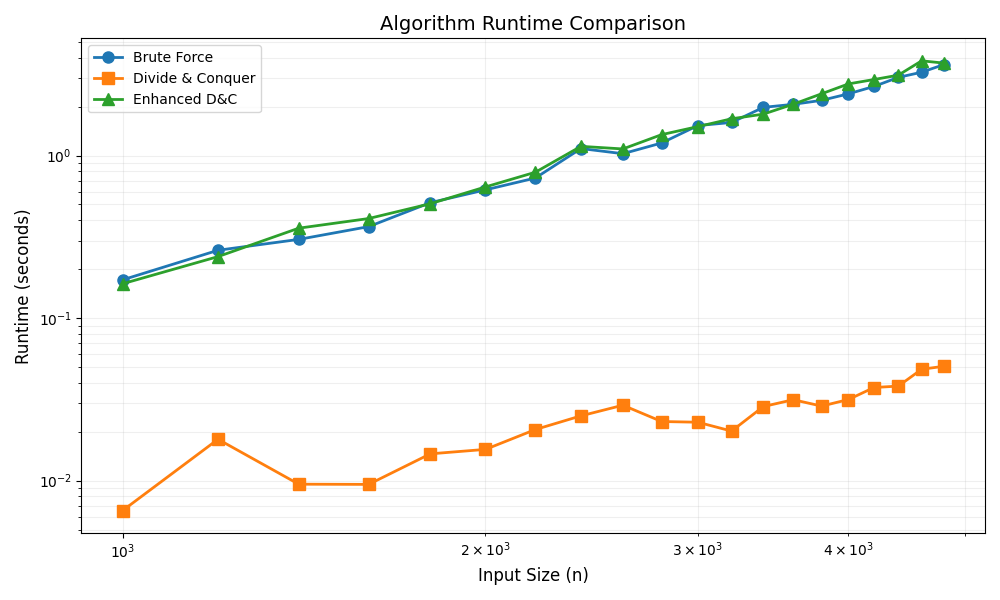 Algorithm Runtime Comparison
Brute Force
Divide & Conquer
Enhanced D&C
Runtime (seconds)
10⁰
10⁻¹
10⁻²
10³
2 × 10³
3 × 10³
4 × 10³
Input Size (n)